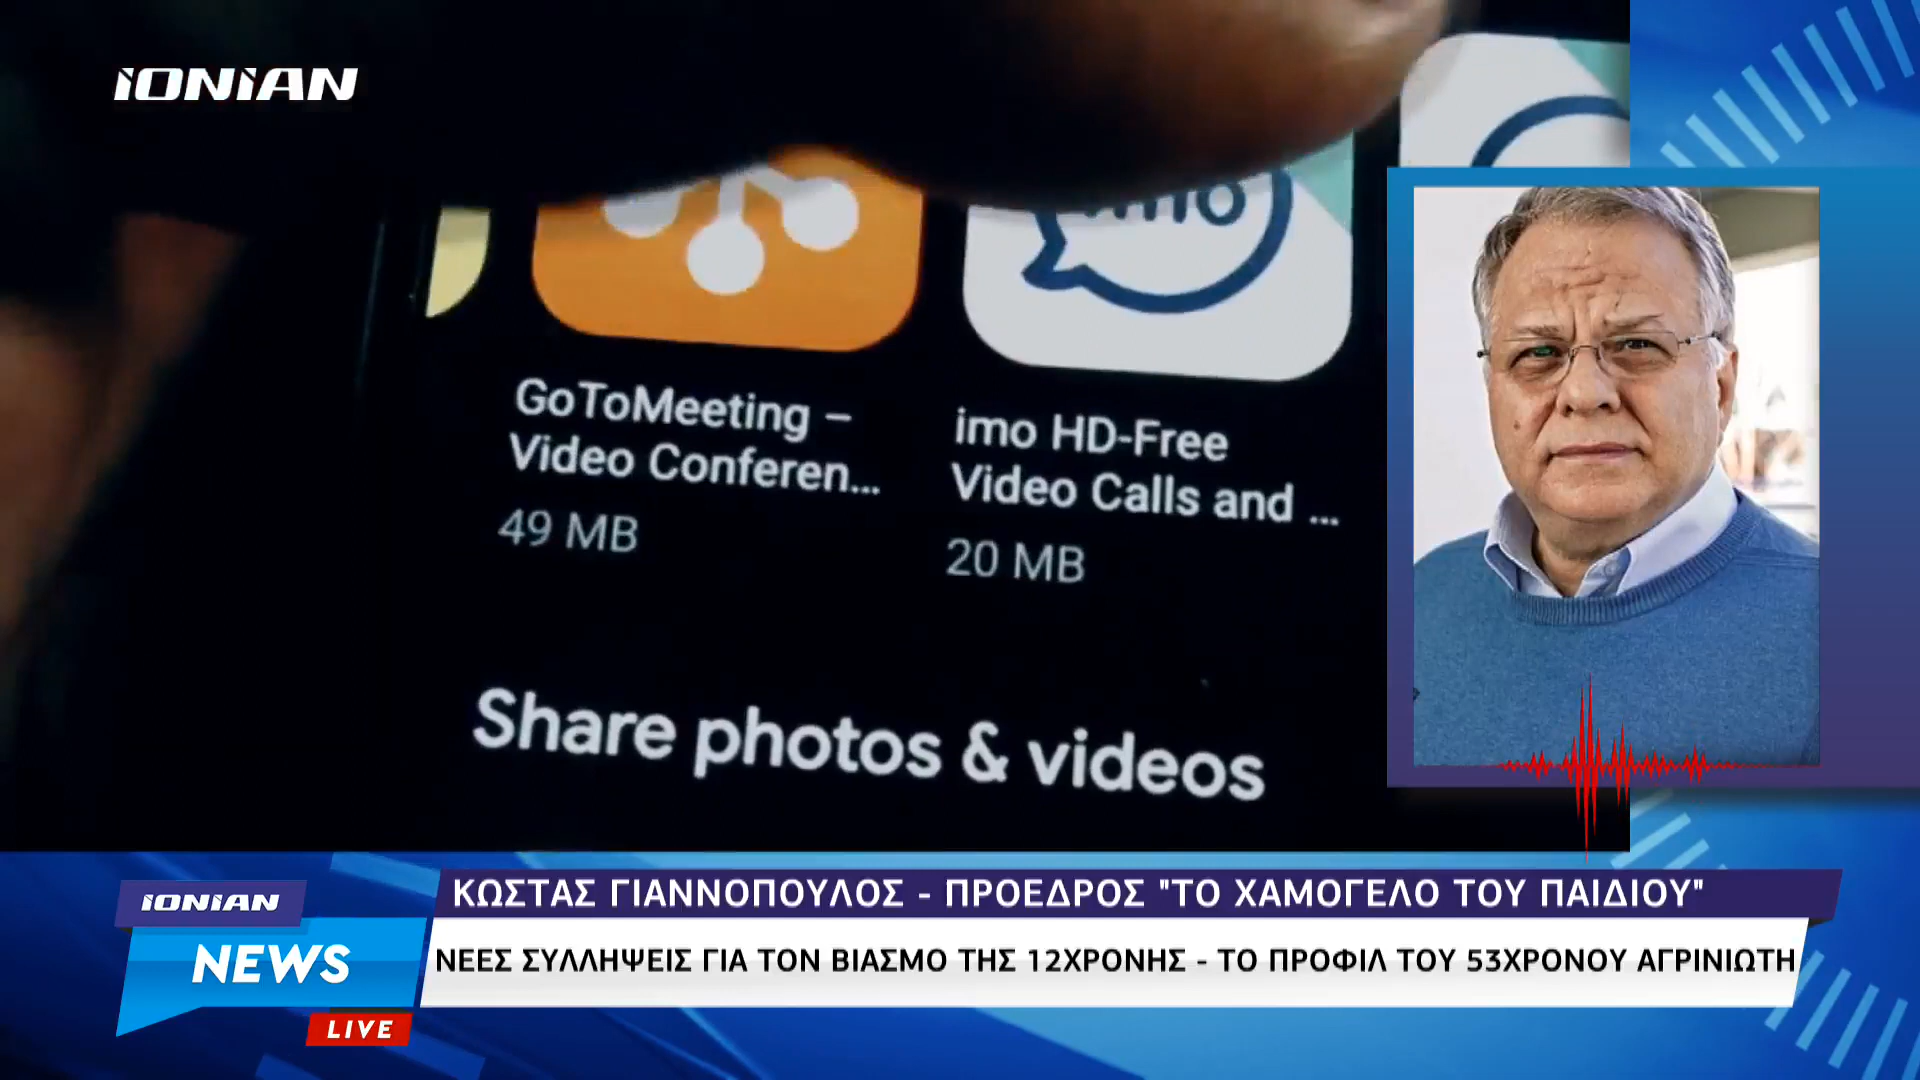 IONIAN
imo
GoToMeeting –
Video Conferen...
49 MB
imo HD-Free
Video Calls and ...
20 MB
Share photos & videos
ΚΩΣΤΑΣ ΓΙΑΝΝΟΠΟΥΛΟΣ - ΠΡΟΕΔΡΟΣ "ΤΟ ΧΑΜΟΓΕΛΟ ΤΟΥ ΠΑΙΔΙΟΥ"
IONIAN
NEWS
ΝΕΕΣ ΣΥΛΛΗΨΕΙΣ ΓΙΑ ΤΟΝ ΒΙΑΣΜΟ ΤΗΣ 12ΧΡΟΝΗΣ - ΤΟ ΠΡΟΦΙΛ ΤΟΥ 53ΧΡΟΝΟΥ ΑΓΡΙΝΙΩΤΗ
LIVE